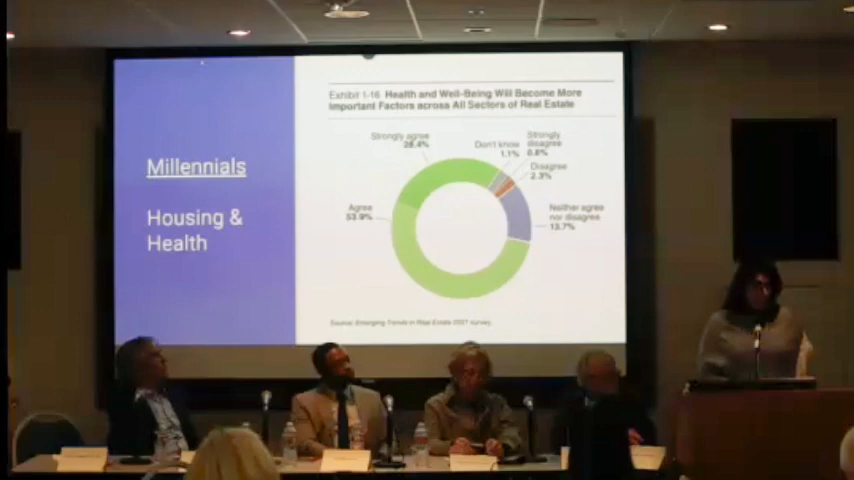 Millennials
Housing &
Health
Exhibit 1-16 Health and Well-Being Will Become More
Important Factors across All Sectors of Real Estate
Strongly agree
28.4%
Don't know
1.1%
Strongly
disagree
0.6%
Disagree
2.3%
Agree
53.9%
Neither agree
nor disagree
13.7%
Source: Emerging Trends in Real Estate survey.